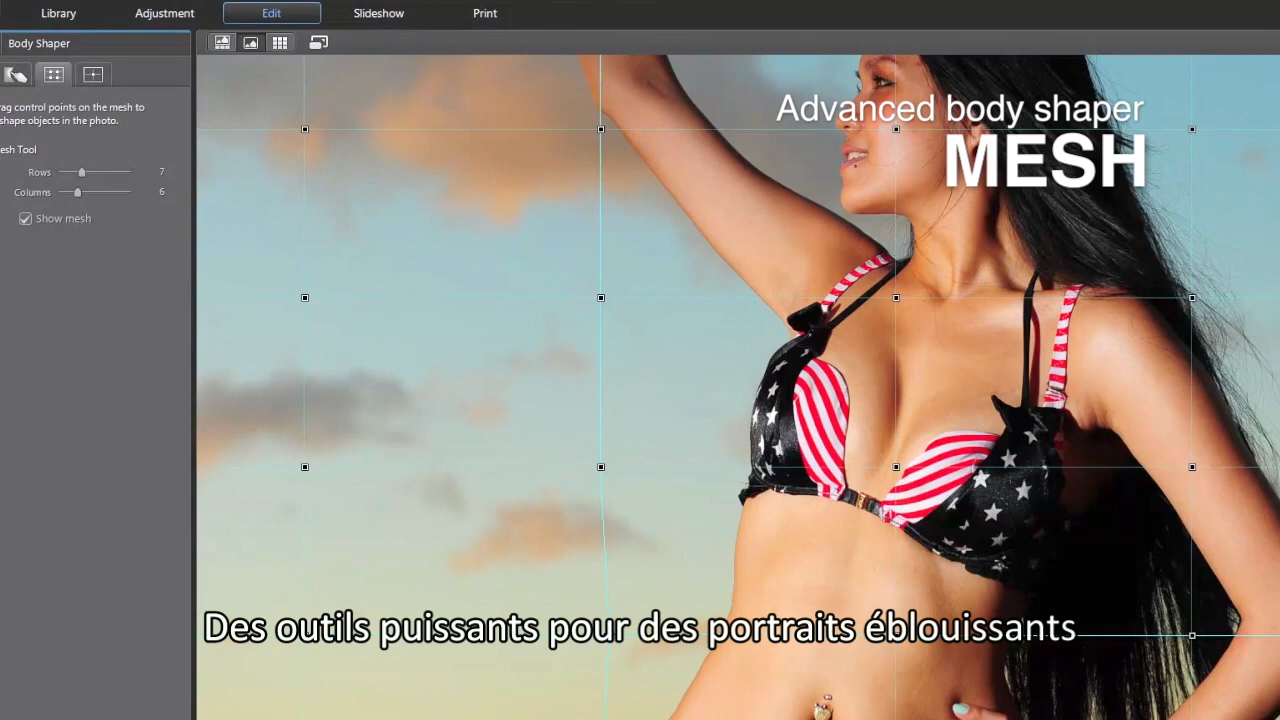 Library Adjustment Edit Slideshow Print
Body Shaper
rag control points on the mesh to
shape objects in the photo.
esh Tool
Rows 7
Columns 6
Show mesh
Advanced body shaper
MESH
Des outils puissants pour des portraits éblouissants